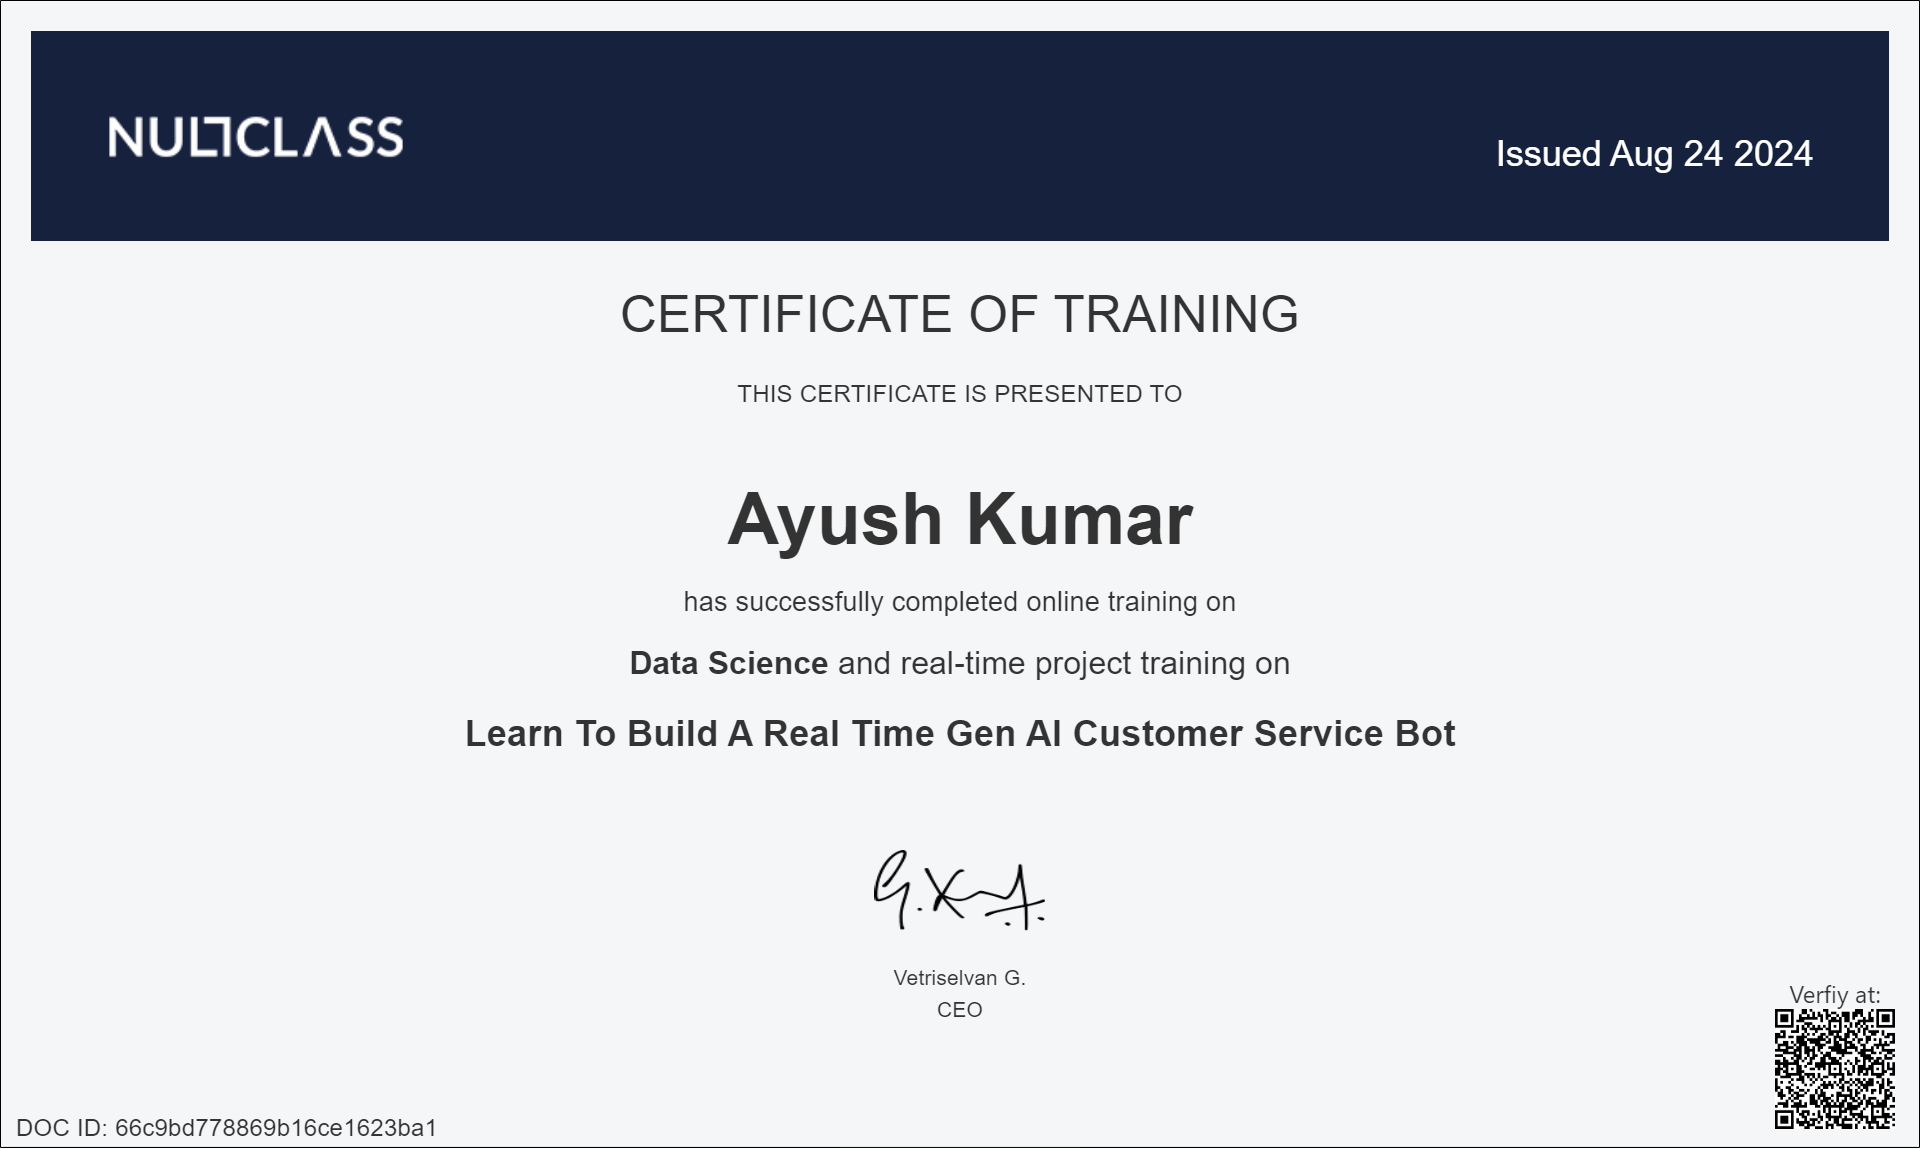 NULLCLASS
Issued Aug 24 2024
CERTIFICATE OF TRAINING
THIS CERTIFICATE IS PRESENTED TO
Ayush Kumar
has successfully completed online training on
Data Science and real-time project training on
Learn To Build A Real Time Gen AI Customer Service Bot
Vetriselvan G.
CEO
Verfiy at:
DOC ID: 66c9bd778869b16ce1623ba1